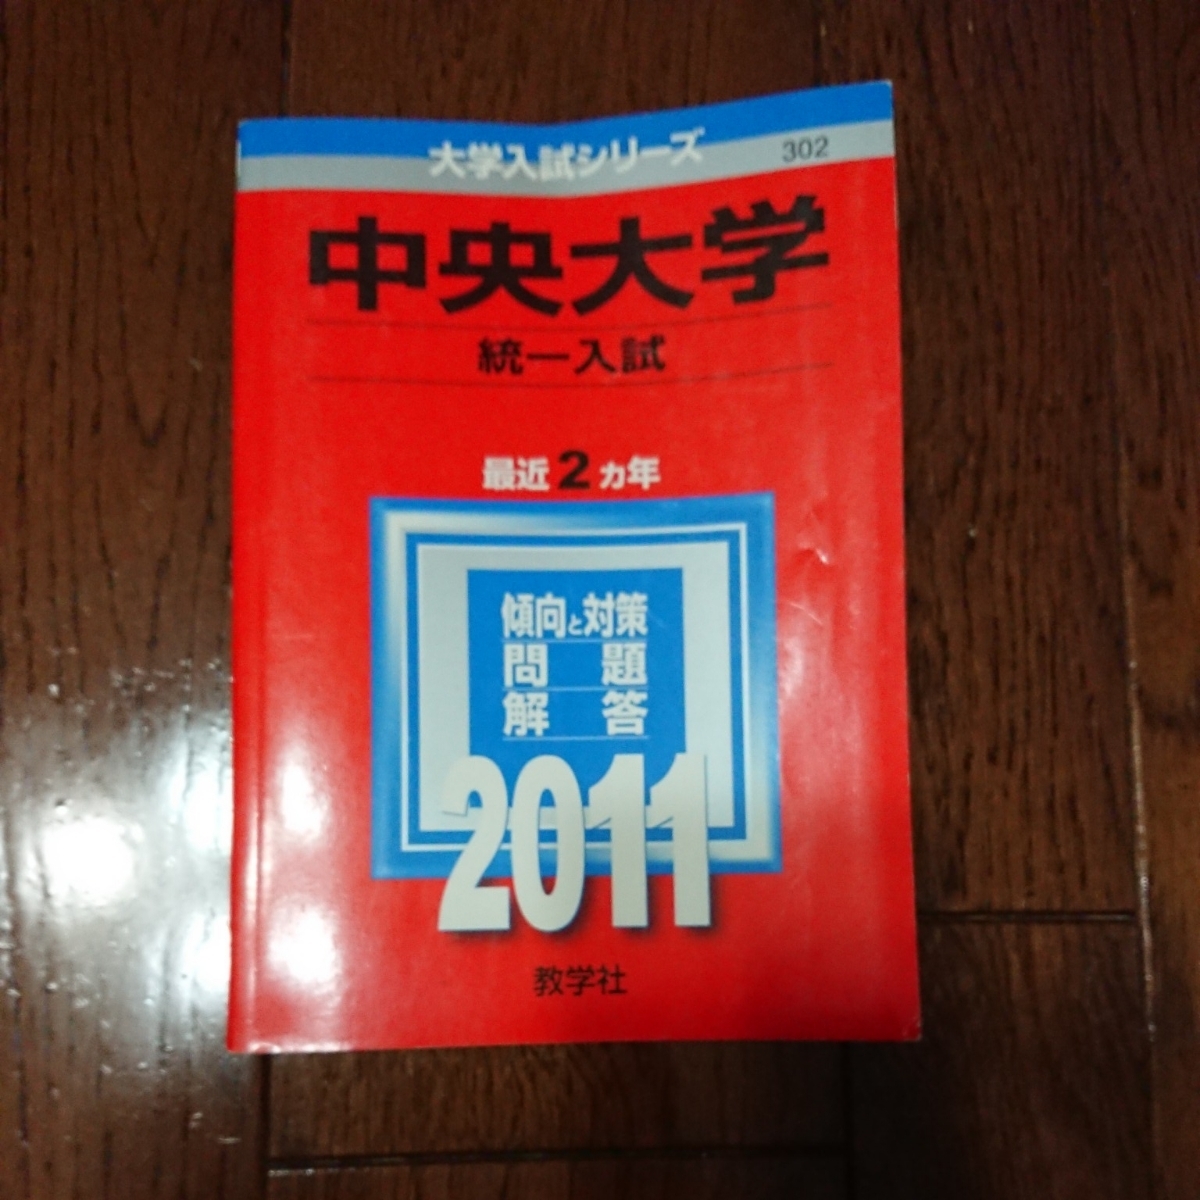 大学入試シリーズ 302
中央大学
統一入試
最近2ヵ年
傾向と対策
問題
解答
2011
教学社